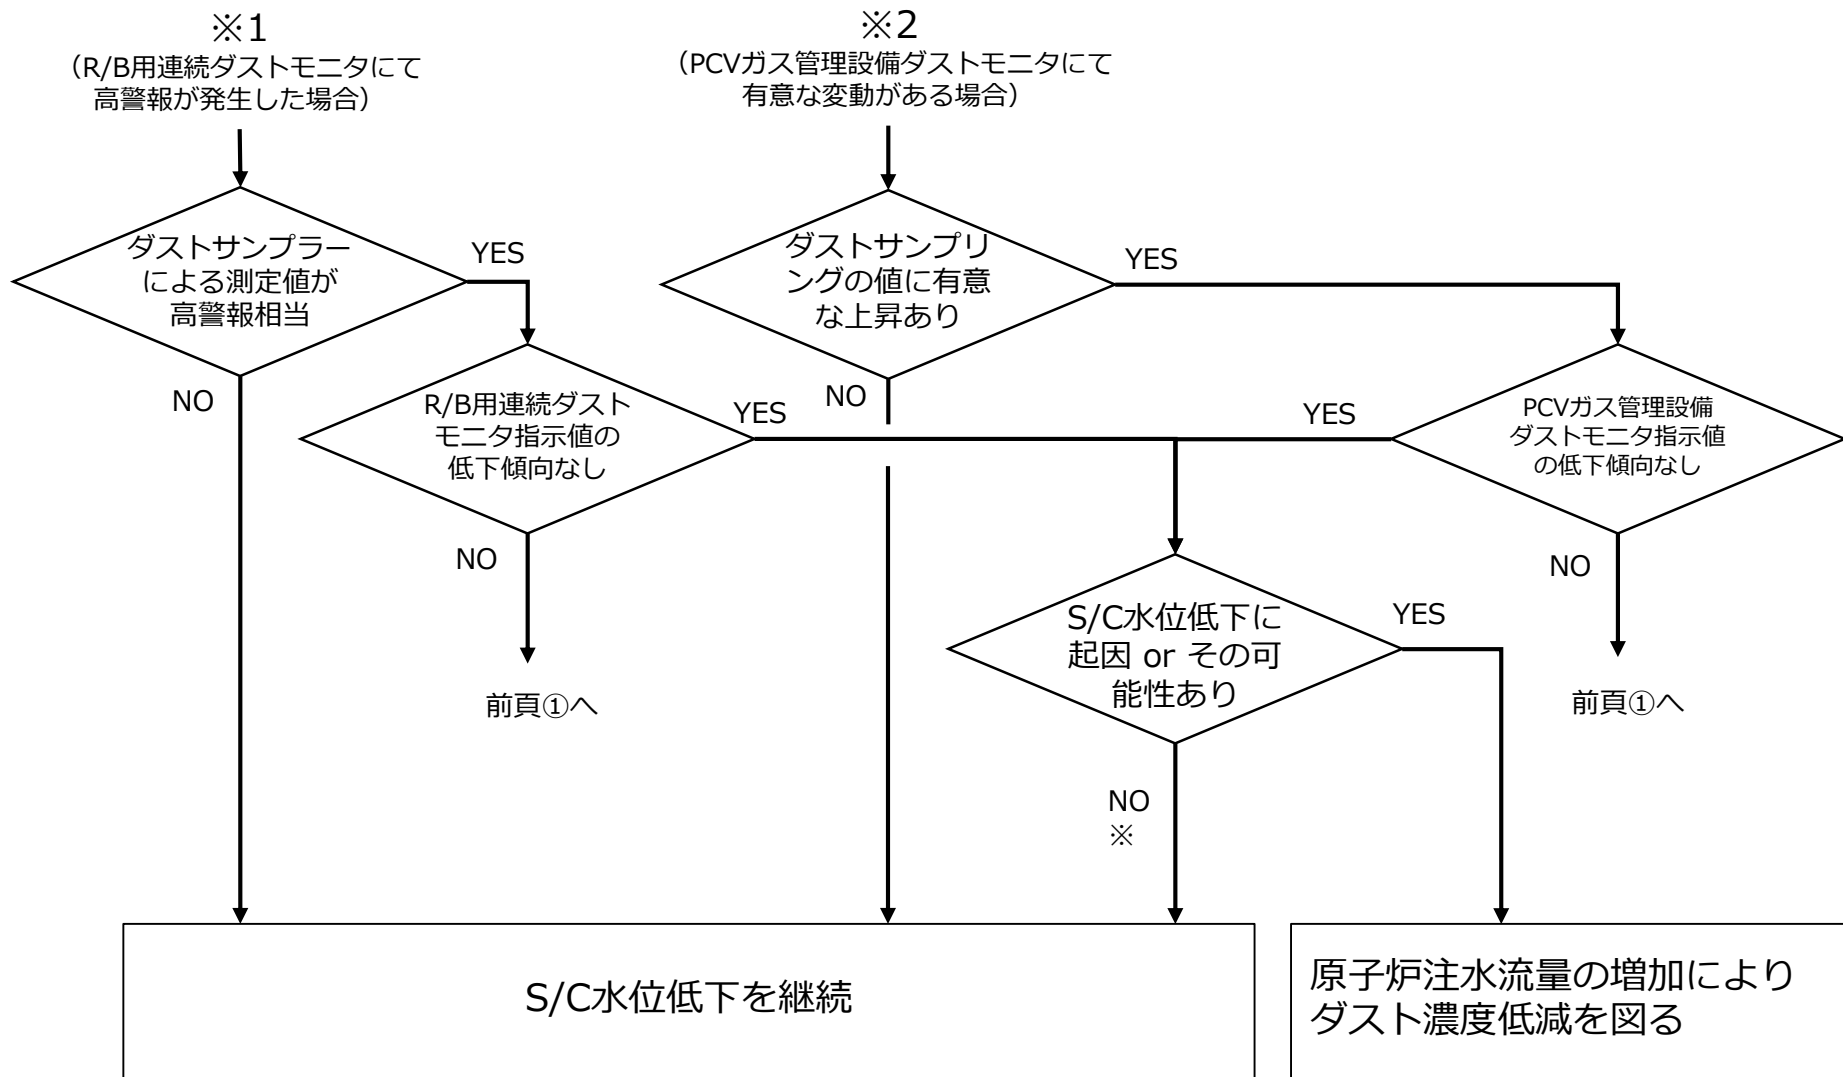 ※1
（R/B用連続ダストモニタにて
高警報が発生した場合）
※2
（PCVガス管理設備ダストモニタにて
有意な変動がある場合）
ダストサンプラー
による測定値が
高警報相当
YES
NO
ダストサンプリ
ングの値に有意
な上昇あり
YES
NO
R/B用連続ダスト
モニタ指示値の
低下傾向なし
YES
NO
前頁①へ
PCVガス管理設備
ダストモニタ指示値
の低下傾向なし
YES
NO
前頁①へ
S/C水位低下に
起因 or その可
能性あり
YES
NO
※
S/C水位低下を継続
原子炉注水流量の増加により
ダスト濃度低減を図る